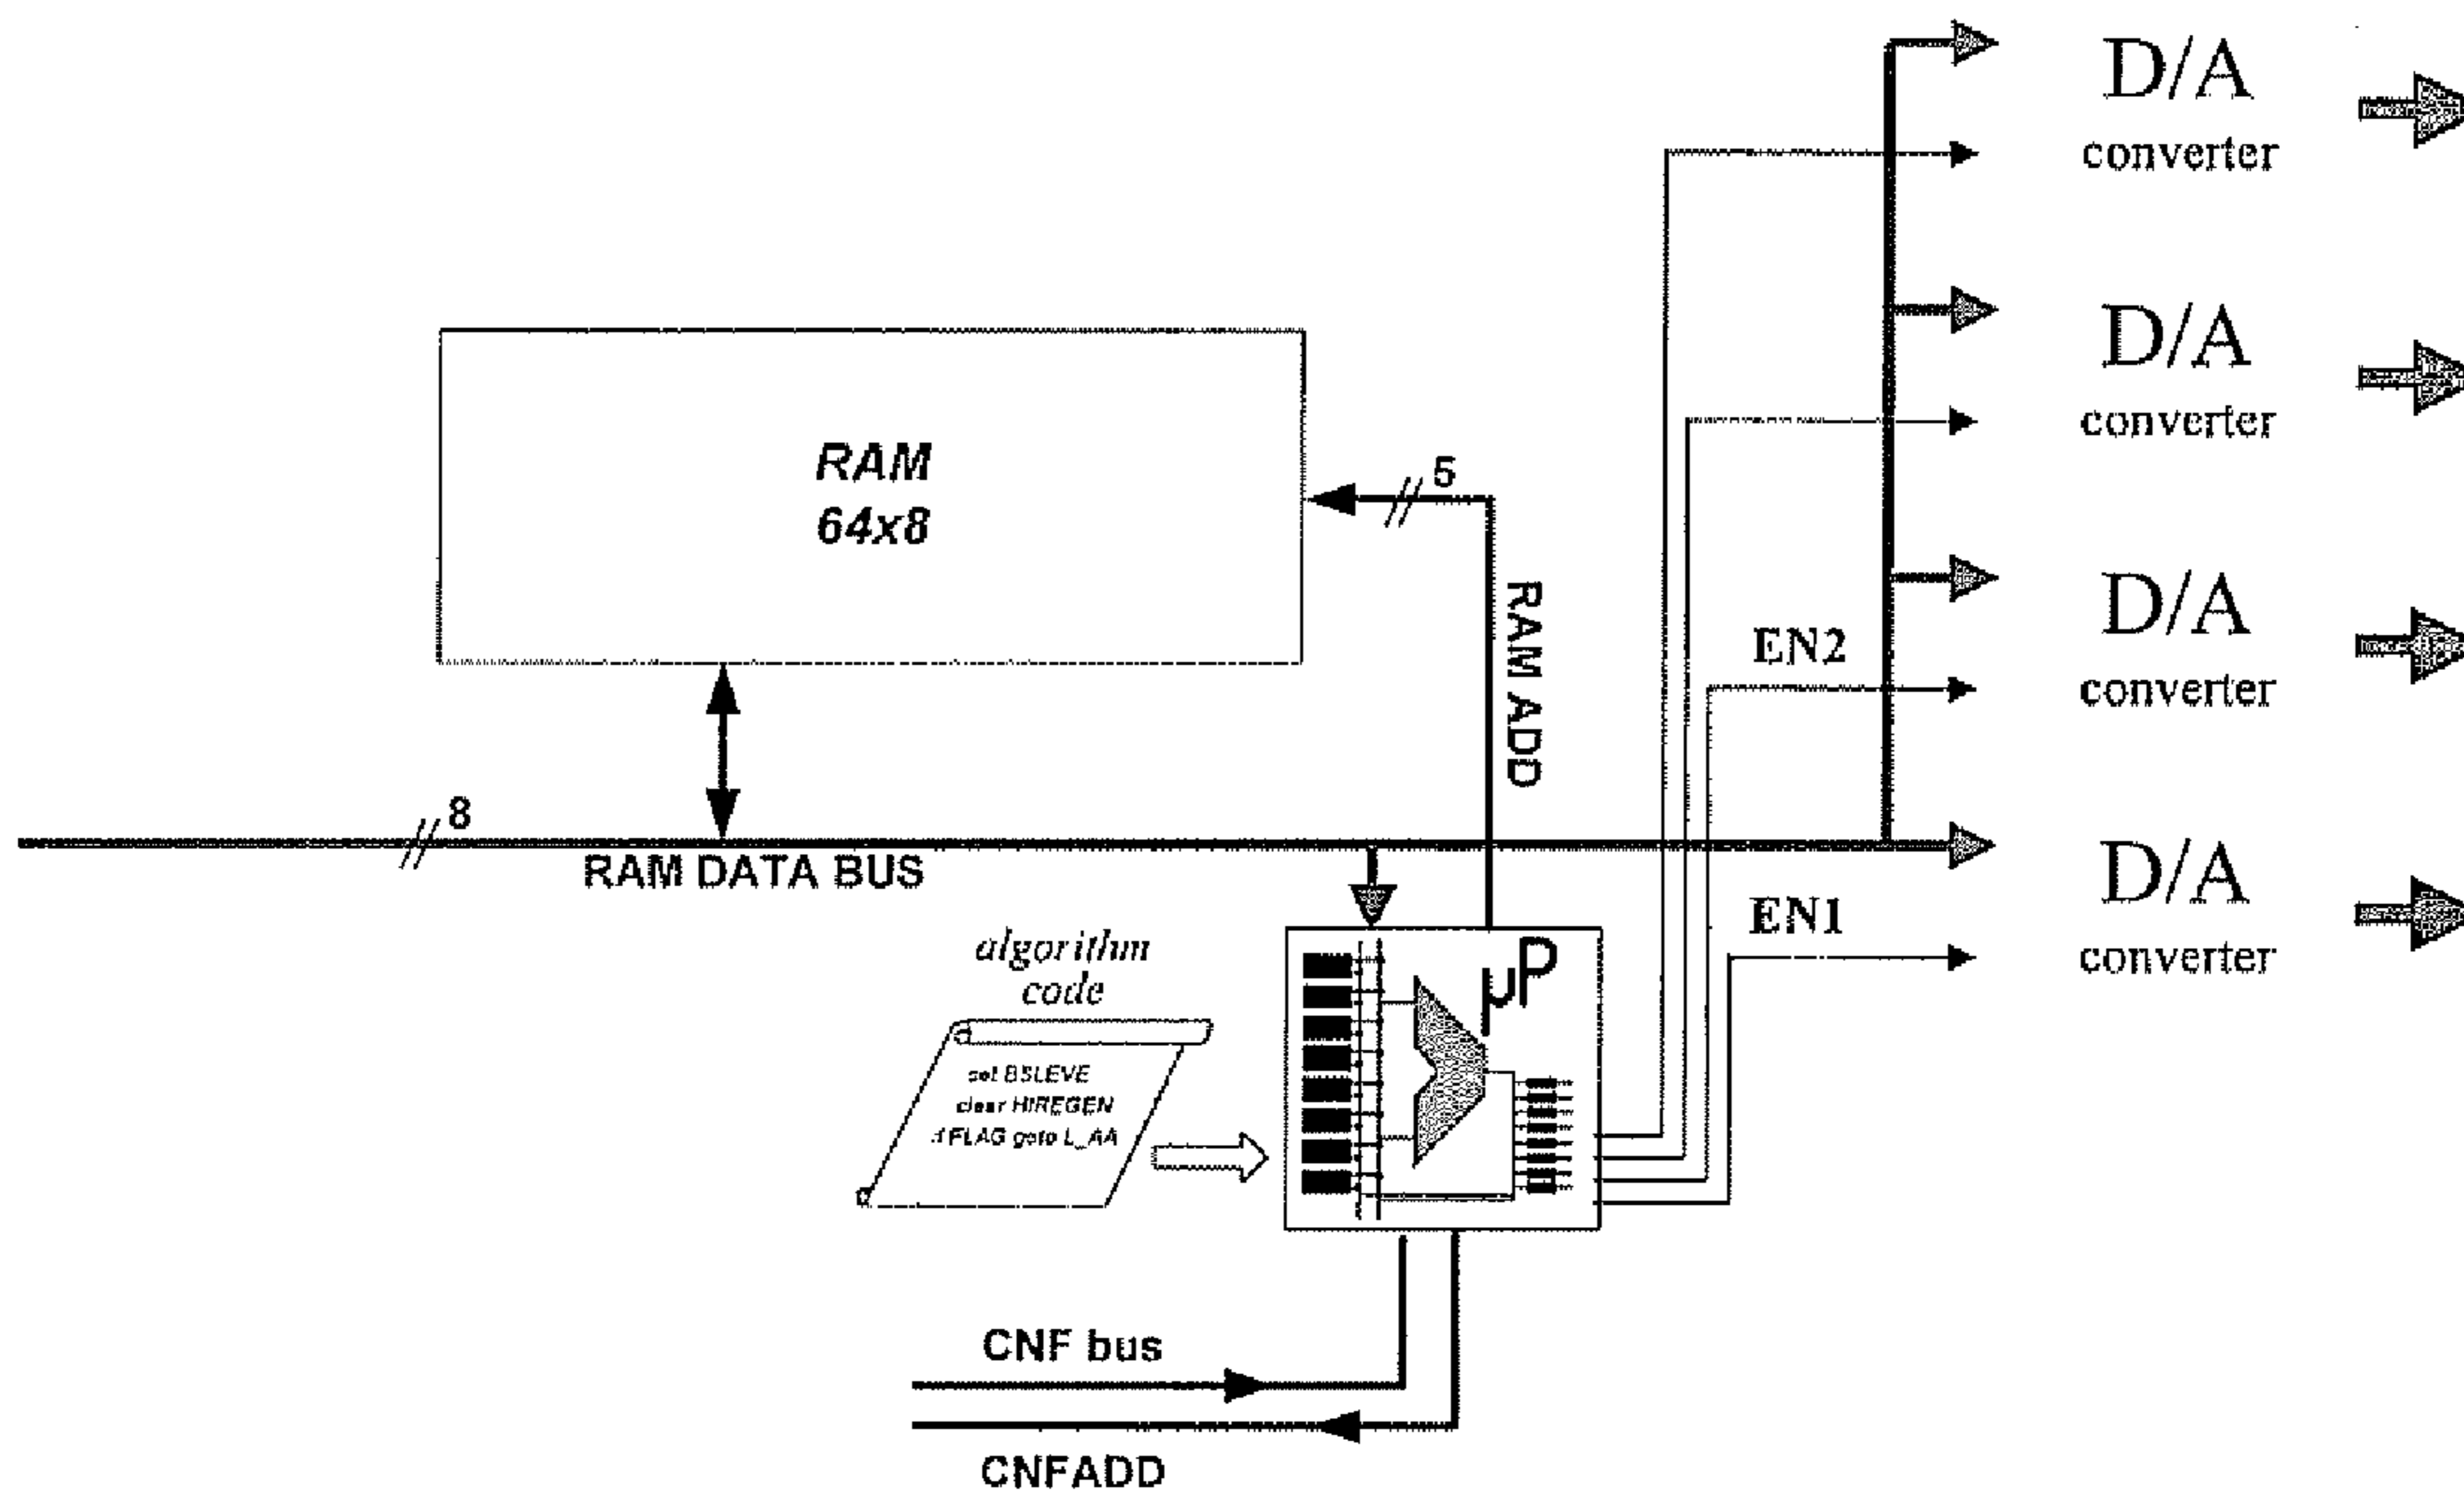 D/A
converter
D/A
converter
RAM
64x8
5
RAM ADD
EN2
D/A
converter
8
RAM DATA BUS
EN1
D/A
converter
algorithm
code
µP
set BSLEVE
clear HIREGEN
if FLAG goto L_AA
CNF bus
CNFADD